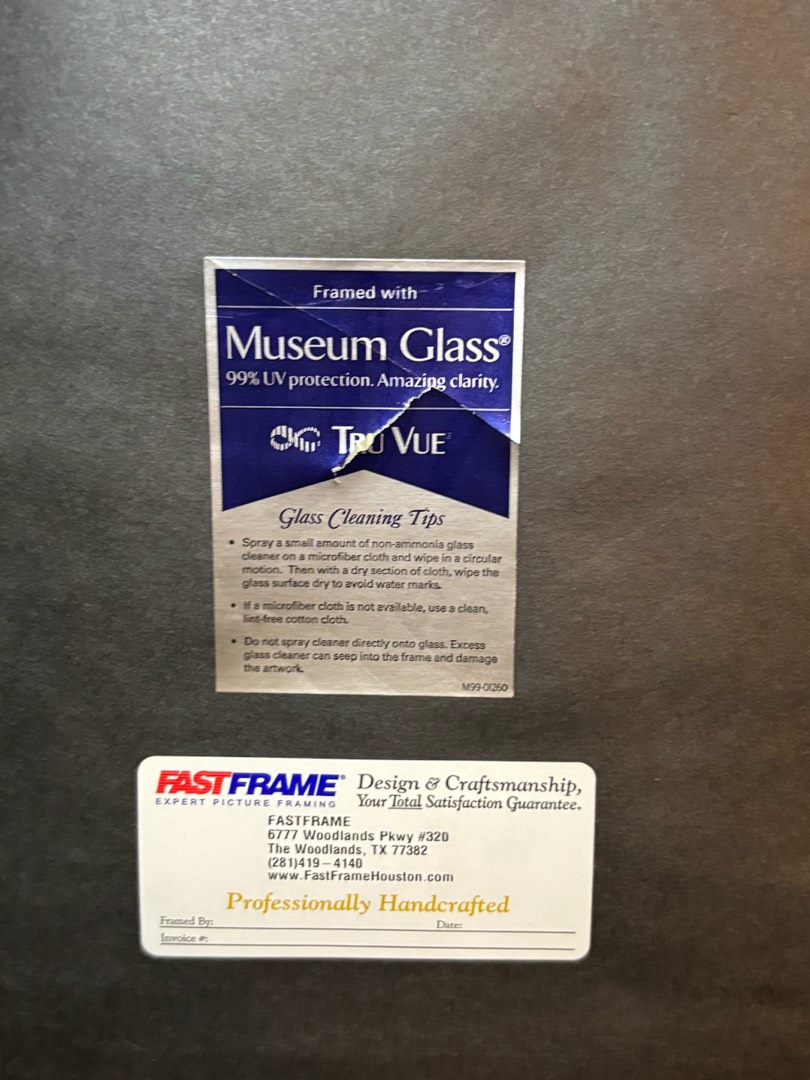 Framed with
Museum Glass®
99% UV protection. Amazing clarity.
TRU VUE
Glass Cleaning Tips
• Spray a small amount of non-ammonia glass
cleaner on a microfiber cloth and wipe in a circular
motion. Then with a dry section of cloth, wipe the
glass surface dry to avoid water marks.
• If a microfiber cloth is not available, use a clean,
lint-free cotton cloth.
• Do not spray cleaner directly onto glass. Excess
glass cleaner can seep into the frame and damage
the artwork.
M99-01260
FASTFRAME®
EXPERT PICTURE FRAMING
Design & Craftsmanship,
Your Total Satisfaction Guarantee.
FASTFRAME
6777 Woodlands Pkwy #320
The Woodlands, TX 77382
(281)419-4140
www.FastFrameHouston.com
Professionally Handcrafted
Framed By: Date:
Invoice #: